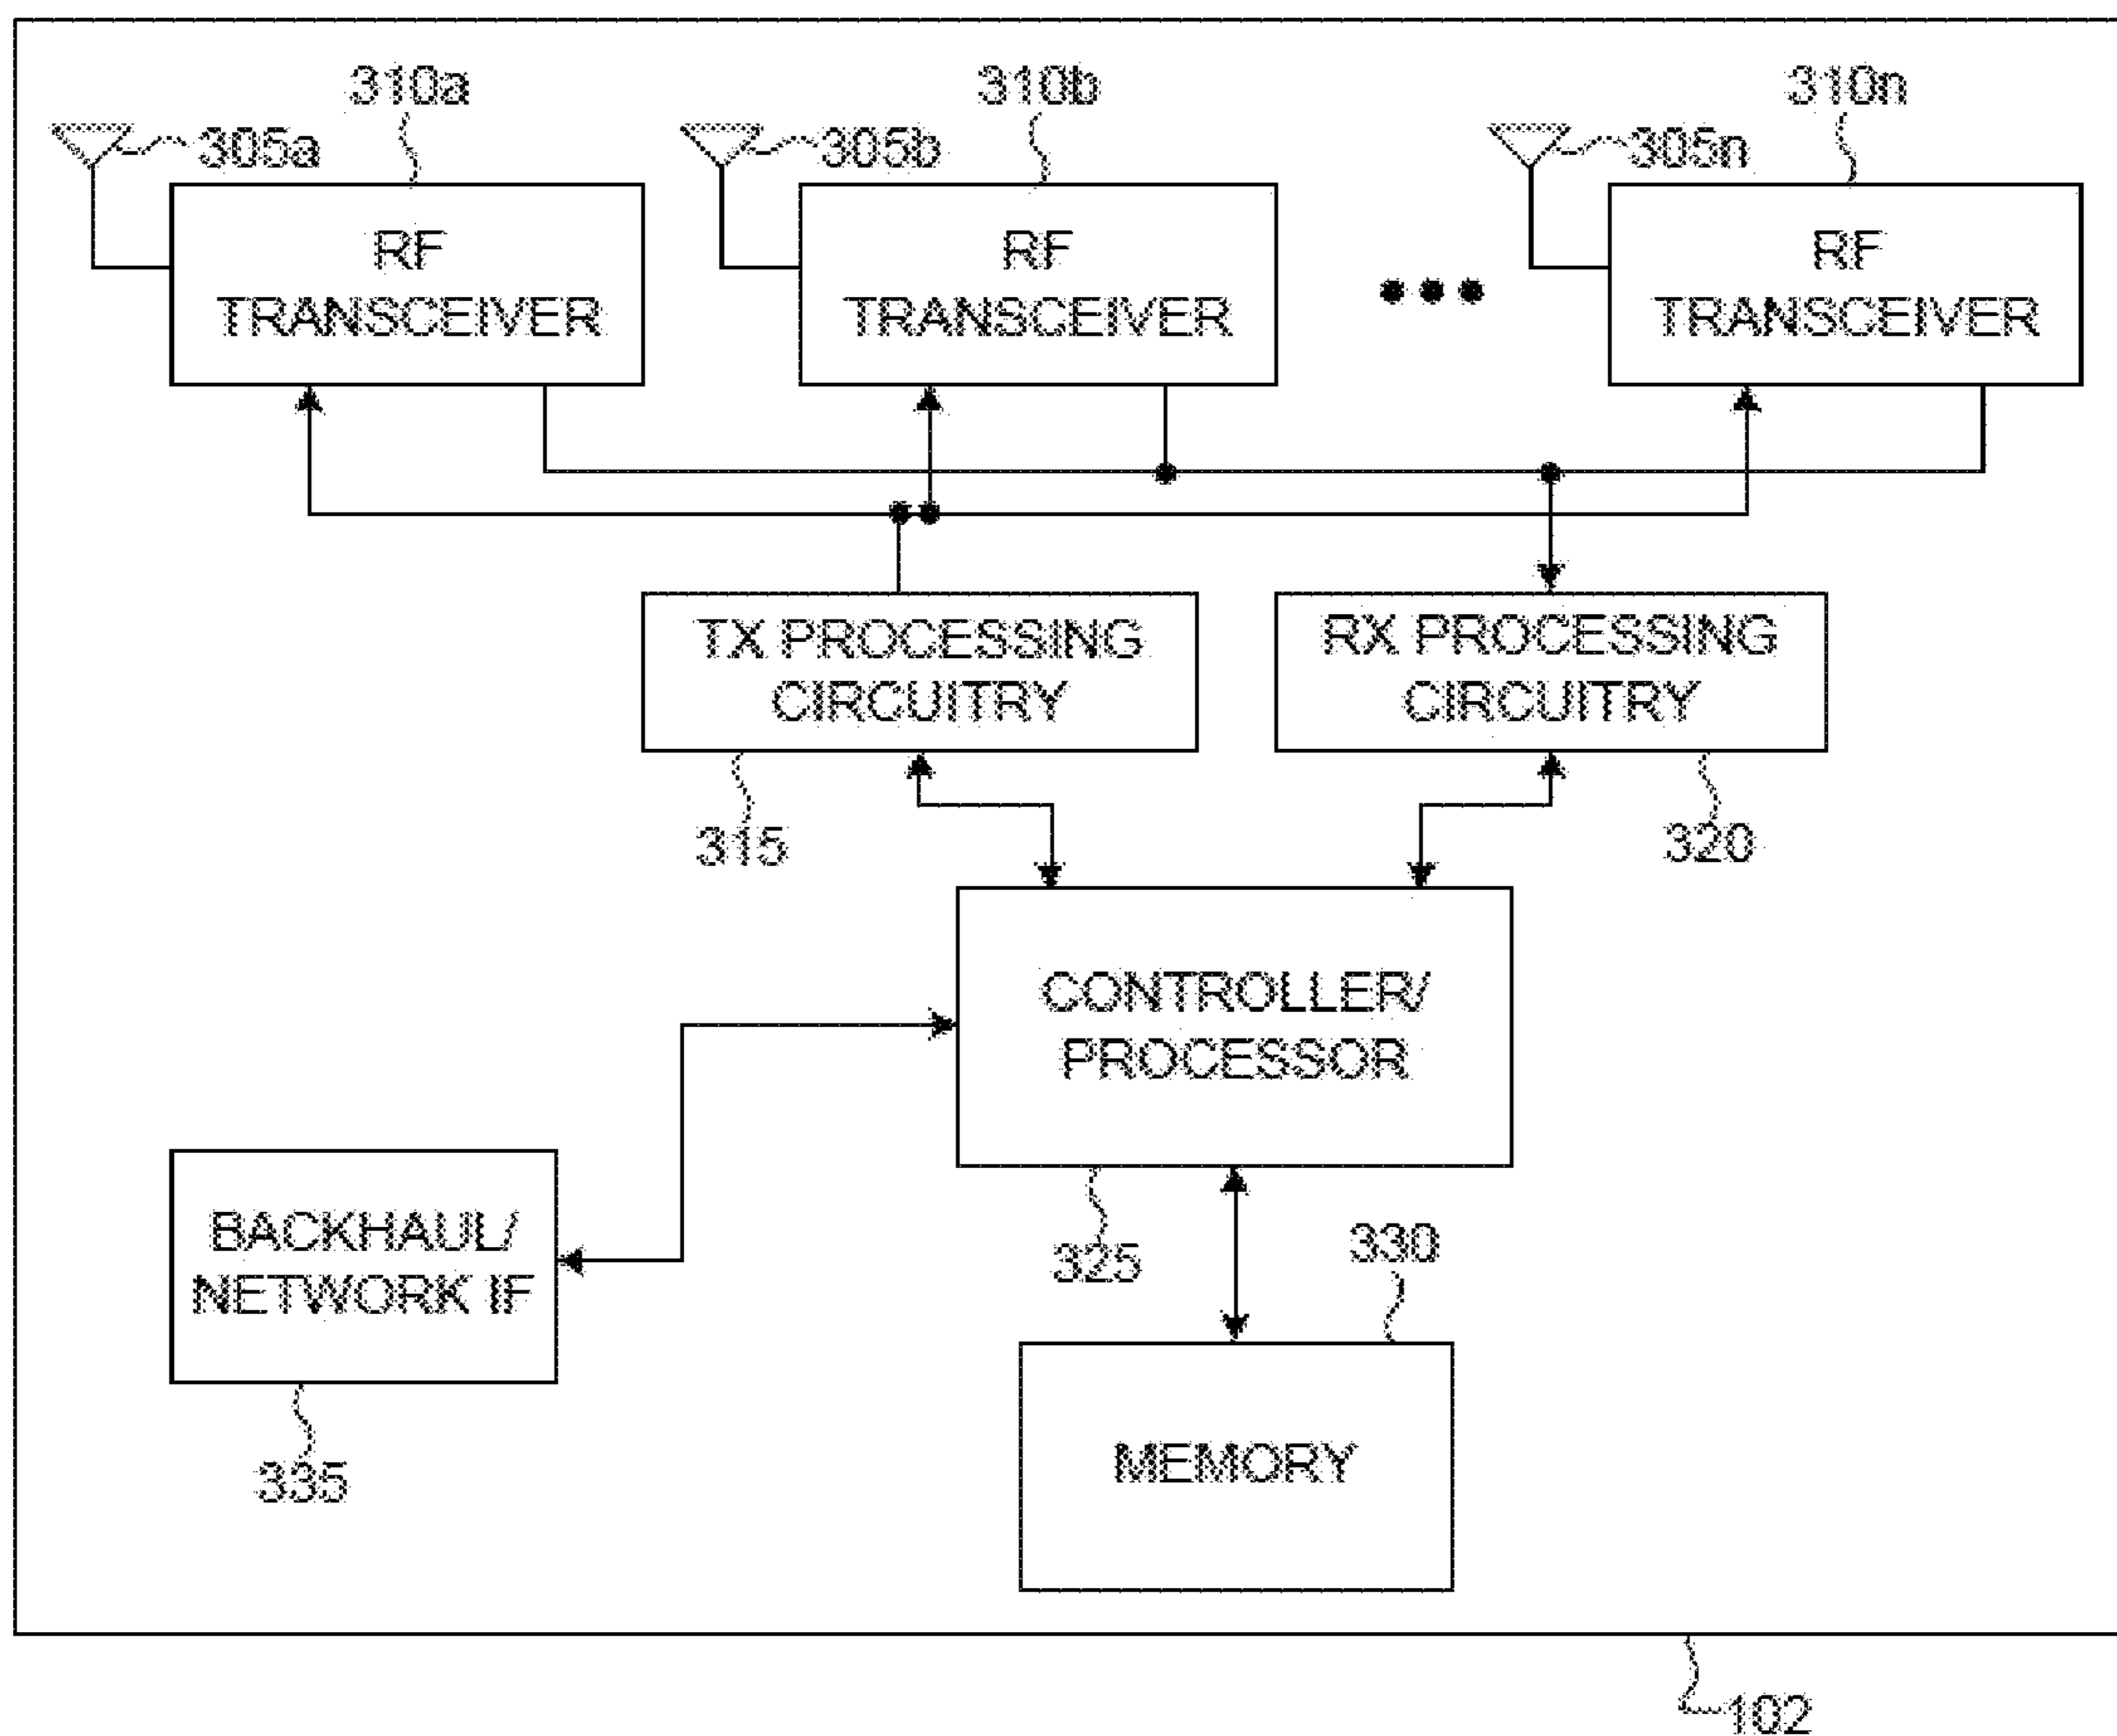 310a
310b
310n
305a
305b
305n
RF
TRANSCEIVER
RF
TRANSCEIVER
RF
TRANSCEIVER
TX PROCESSING
CIRCUITRY
RX PROCESSING
CIRCUITRY
315
320
CONTROLLER/
PROCESSOR
BACKHAUL/
NETWORK IF
325
330
335
MEMORY
102